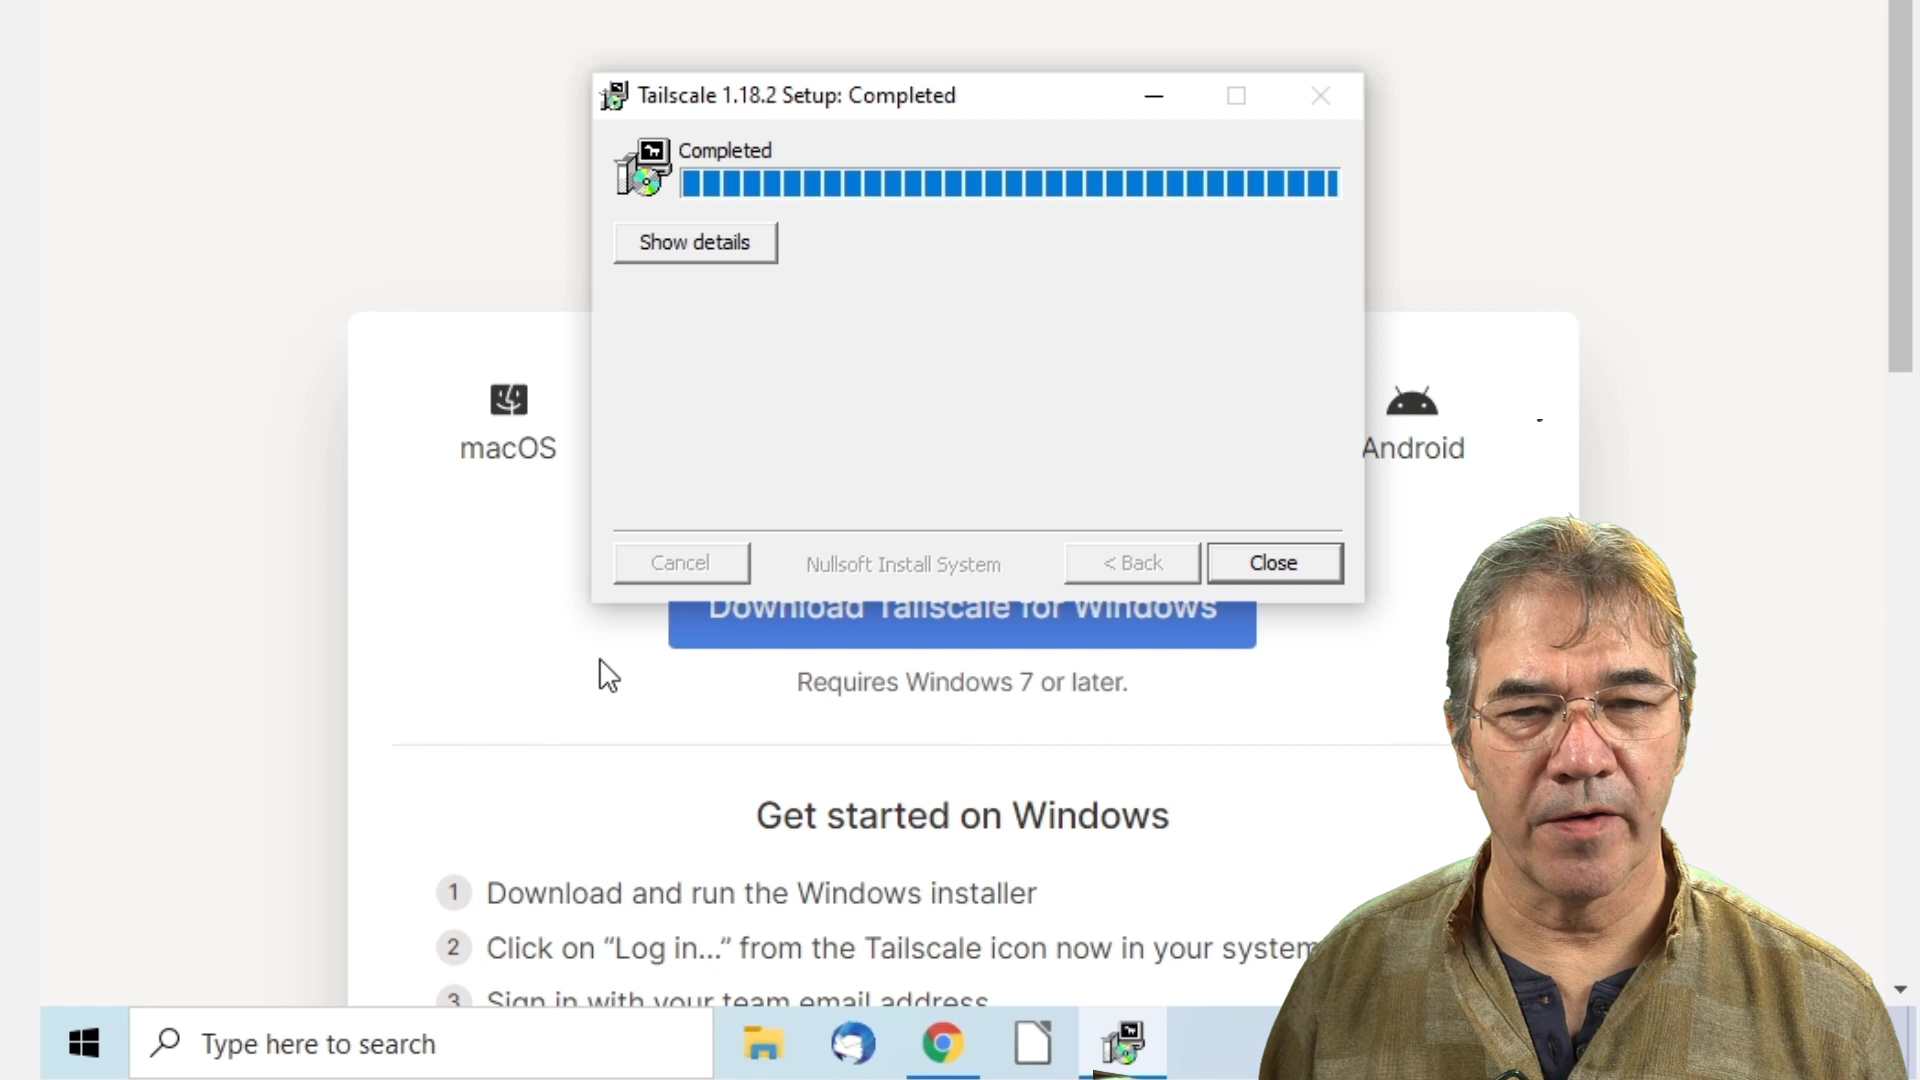 Tailscale 1.18.2 Setup: Completed
Completed
Show details
macOS
Android
Cancel
Nullsoft Install System
< Back
Close
Download Tailscale for Windows
Requires Windows 7 or later.
Get started on Windows
1 Download and run the Windows installer
2 Click on “Log in…” from the Tailscale icon now in your system
3 Sign in with your team email address
Type here to search